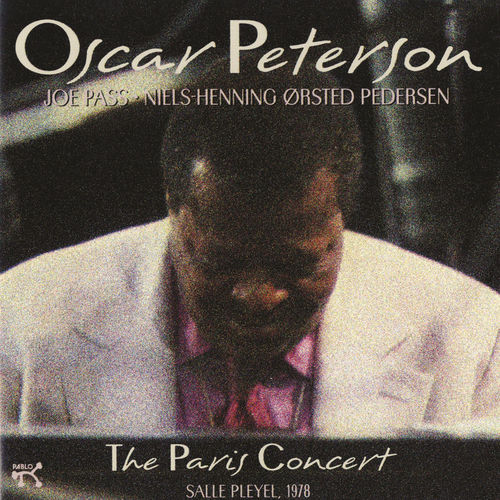 Oscar Peterson
JOE PASS · NIELS-HENNING ØRSTED PEDERSEN
The Paris Concert
PABLO
SALLE PLEYEL, 1978